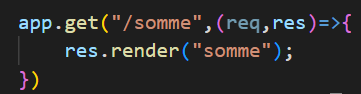 app.get("/somme",(req,res)=>{
    res.render("somme");
})